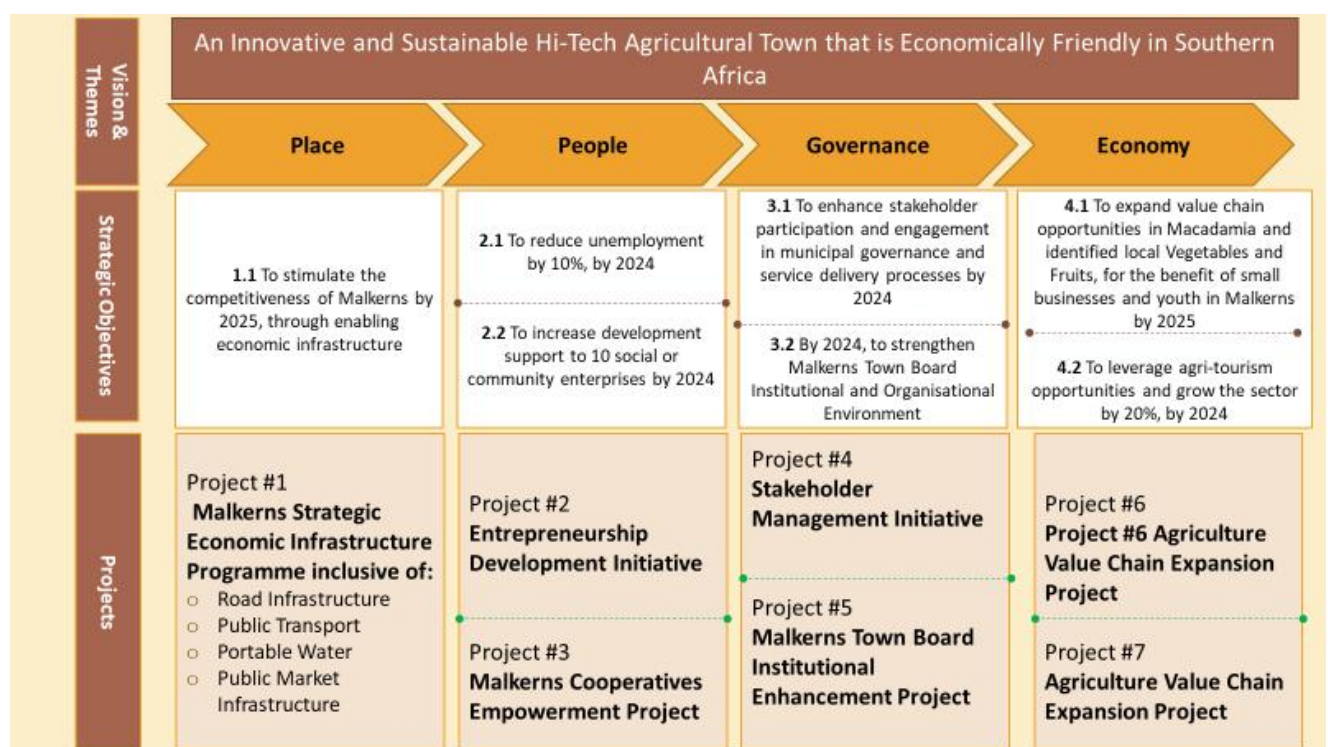 An Innovative and Sustainable Hi-Tech Agricultural Town that is Economically Friendly in Southern
Africa
Vision &
Themes
Place
People
Governance
Economy
Strategic Objectives
1.1 To stimulate the
competitiveness of Malkerns by
2025, through enabling
economic infrastructure
2.1 To reduce unemployment
by 10%, by 2024
2.2 To increase development
support to 10 social or
community enterprises by 2024
3.1 To enhance stakeholder
participation and engagement
in municipal governance and
service delivery processes by
2024
3.2 By 2024, to strengthen
Malkerns Town Board
Institutional and Organisational
Environment
4.1 To expand value chain
opportunities in Macadamia and
identified local Vegetables and
Fruits, for the benefit of small
businesses and youth in Malkerns
by 2025
4.2 To leverage agri-tourism
opportunities and grow the sector
by 20%, by 2024
Projects
Project #1
Malkerns Strategic
Economic Infrastructure
Programme inclusive of:
o Road Infrastructure
o Public Transport
o Portable Water
o Public Market
Infrastructure
Project #2
Entrepreneurship
Development Initiative
Project #3
Malkerns Cooperatives
Empowerment Project
Project #4
Stakeholder
Management Initiative
Project #5
Malkerns Town Board
Institutional
Enhancement Project
Project #6
Project #6 Agriculture
Value Chain Expansion
Project
Project #7
Agriculture Value Chain
Expansion Project